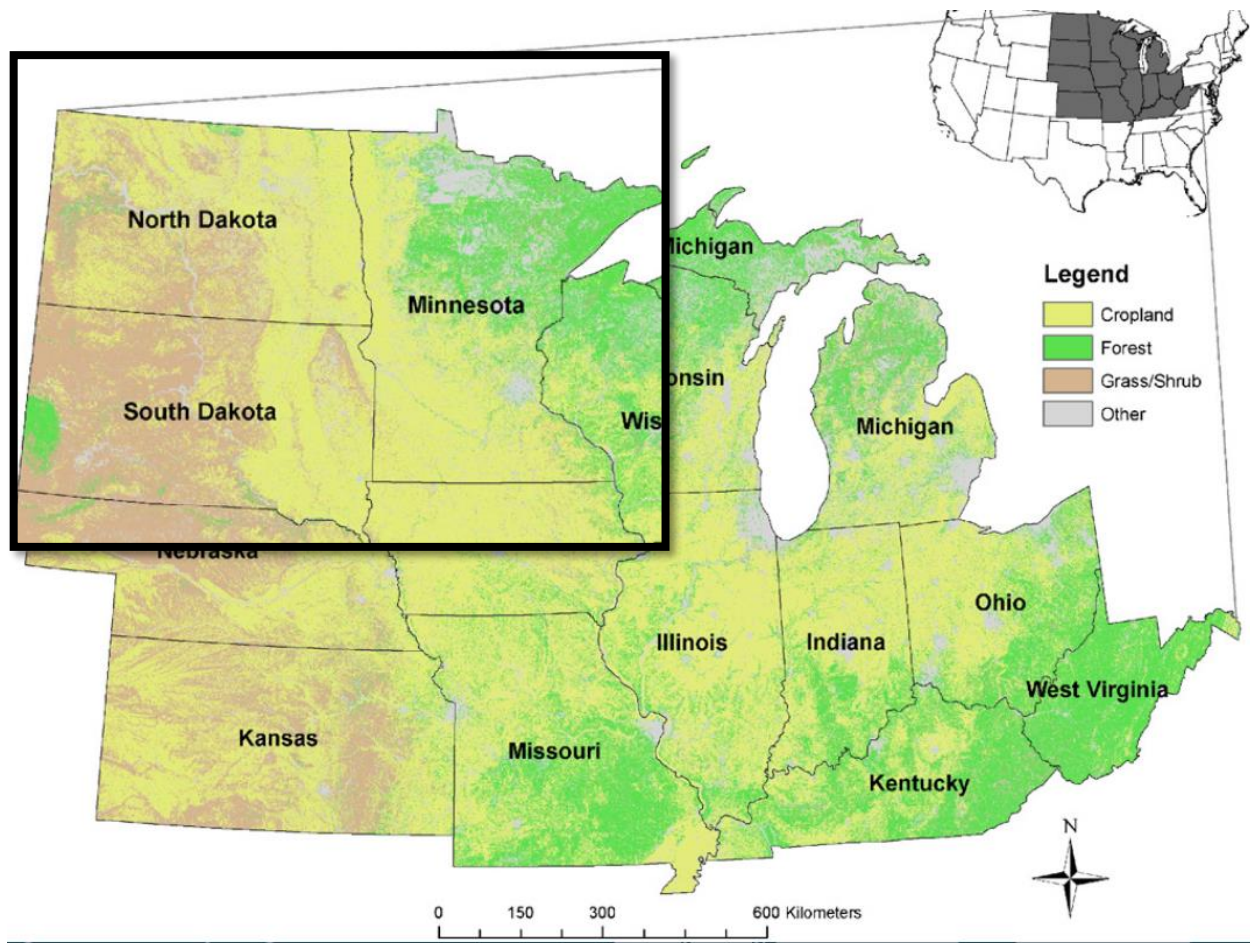 North Dakota
Minnesota
South Dakota
Wis
Michigan
onsin
Michigan
Legend
Cropland
Forest
Grass/Shrub
Other
Nebraska
Illinois
Indiana
Ohio
West Virginia
Kansas
Missouri
Kentucky
N
0 150 300 600 Kilometers